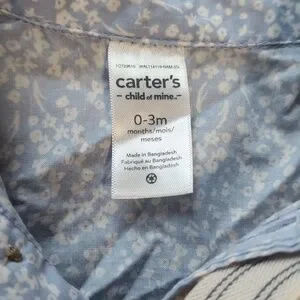 carter's
child of mine
0-3m
months/mois/
meses
Made in Bangladesh
Fabriqué au Bangladesh
Hecho en Bangladesh